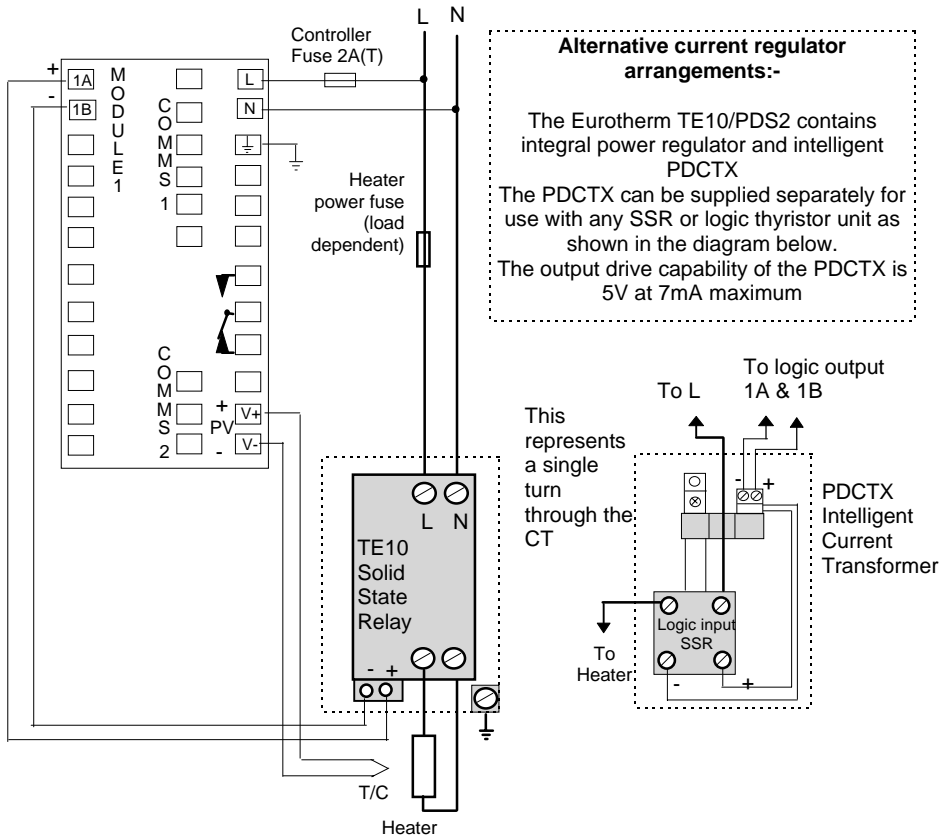 L N
Controller
Fuse 2A(T)
+
1A
-
1B
MODULE 1
COMMS 1
L
N
Heater
power fuse
(load
dependent)
Alternative current regulator
arrangements:-
The Eurotherm TE10/PDS2 contains
integral power regulator and intelligent
PDCTX
The PDCTX can be supplied separately for
use with any SSR or logic thyristor unit as
shown in the diagram below.
The output drive capability of the PDCTX is
5V at 7mA maximum
COMMS 2
+
PV
-
V+
V-
L N
TE10
Solid
State
Relay
- +
T/C
Heater
This
represents
a single
turn
through the
CT
To L
To logic output
1A & 1B
- +
PDCTX
Intelligent
Current
Transformer
Logic input
SSR
- +
To
Heater